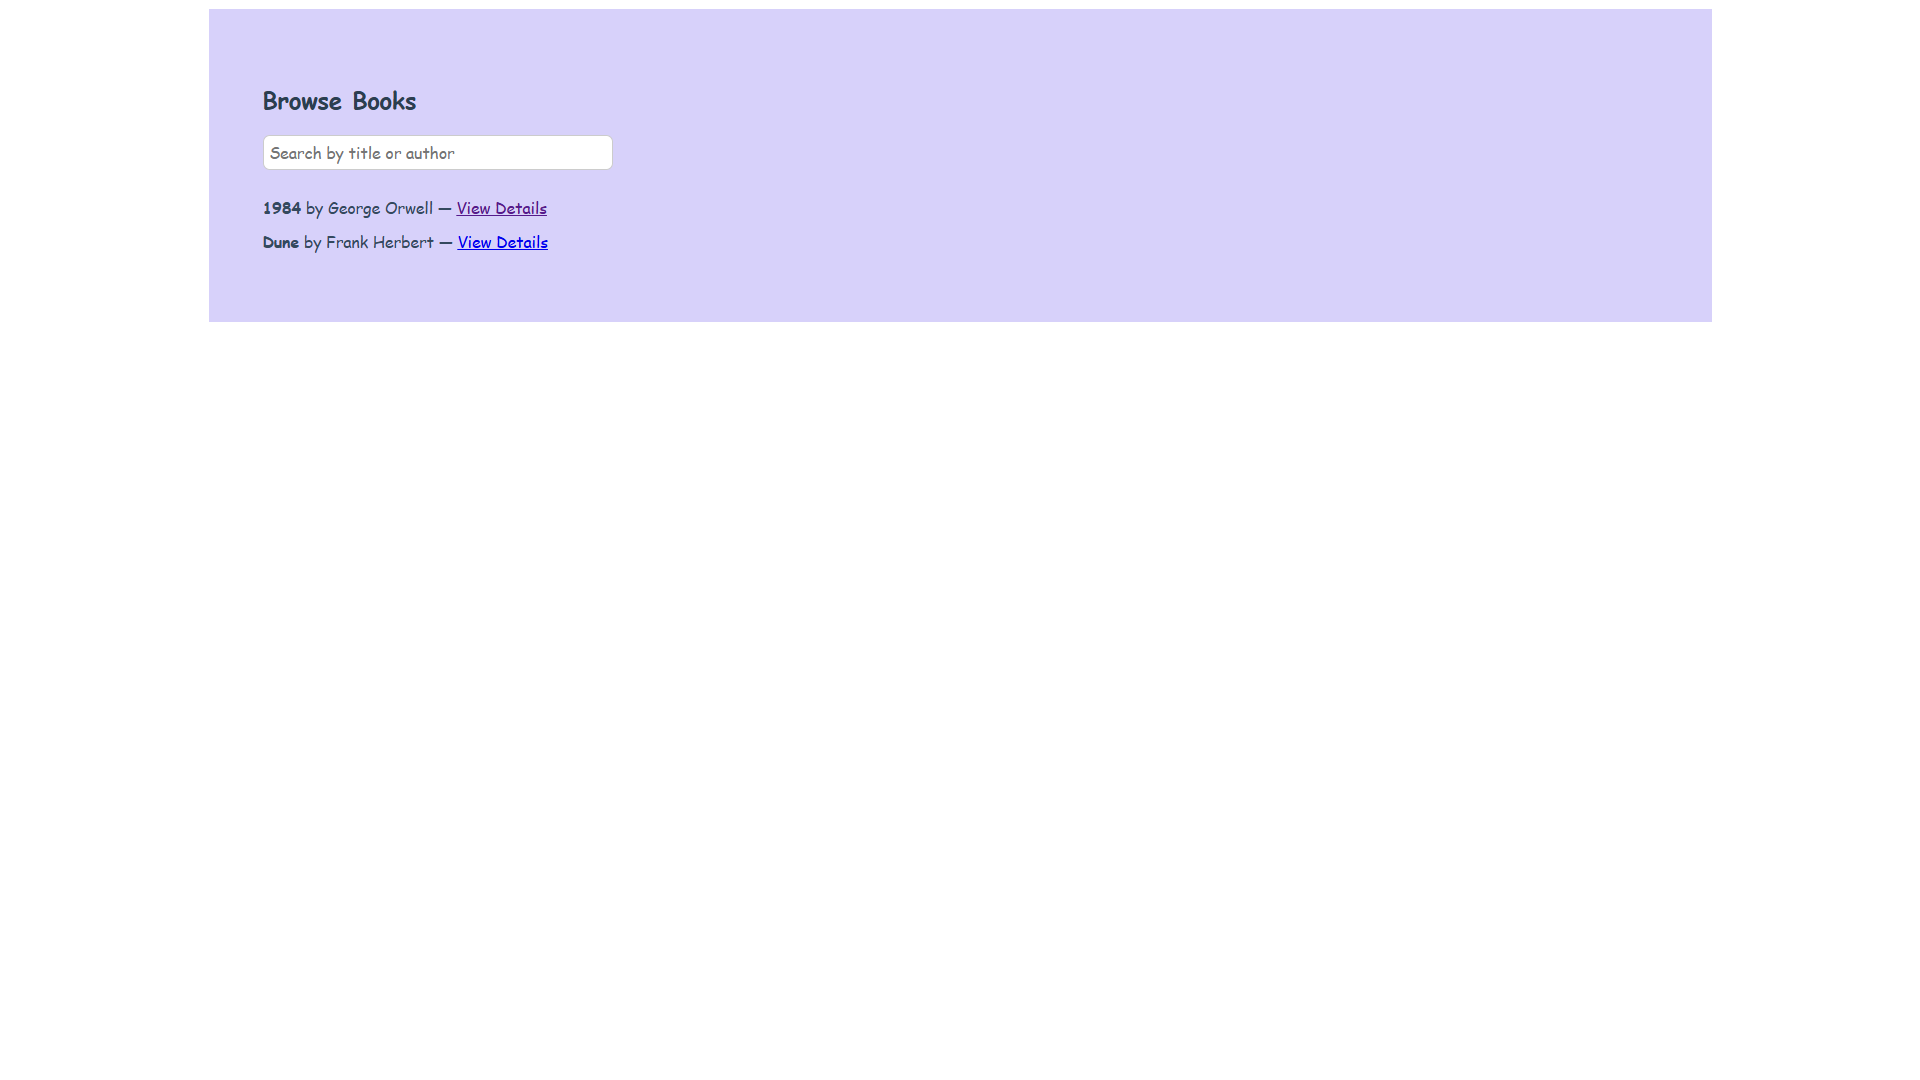 Browse Books
Search by title or author
1984 by George Orwell — View Details
Dune by Frank Herbert — View Details